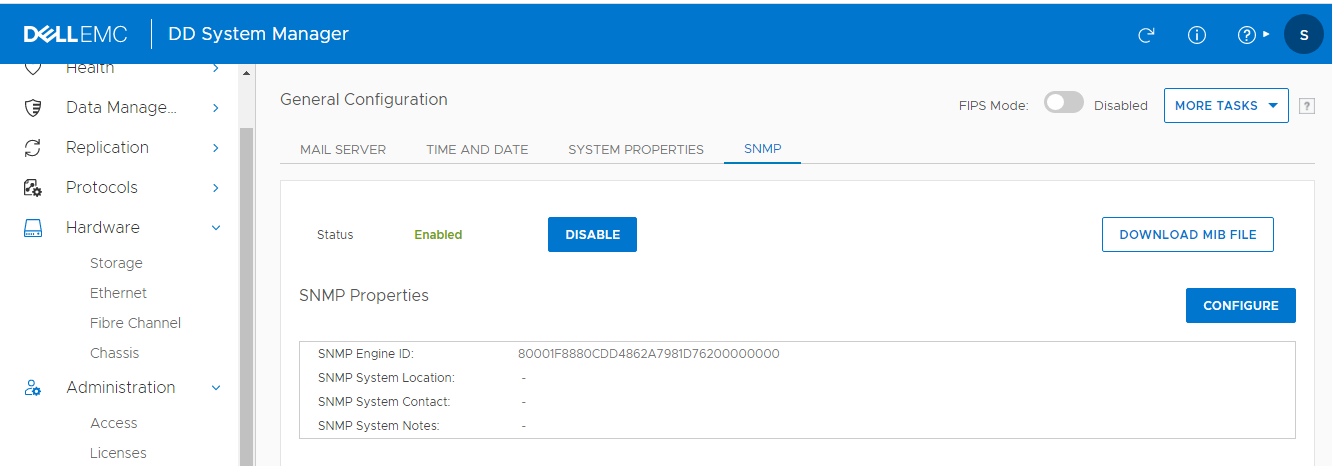 DELLEMC DD System Manager S
Health
Data Manage...
Replication
Protocols
Hardware
Storage
Ethernet
Fibre Channel
Chassis
Administration
Access
Licenses
General Configuration
FIPS Mode: Disabled MORE TASKS ?
MAIL SERVER TIME AND DATE SYSTEM PROPERTIES SNMP
Status Enabled DISABLE DOWNLOAD MIB FILE
SNMP Properties
CONFIGURE
SNMP Engine ID: 80001F8880CDD4862A7981D76200000000
SNMP System Location: -
SNMP System Contact: -
SNMP System Notes: -